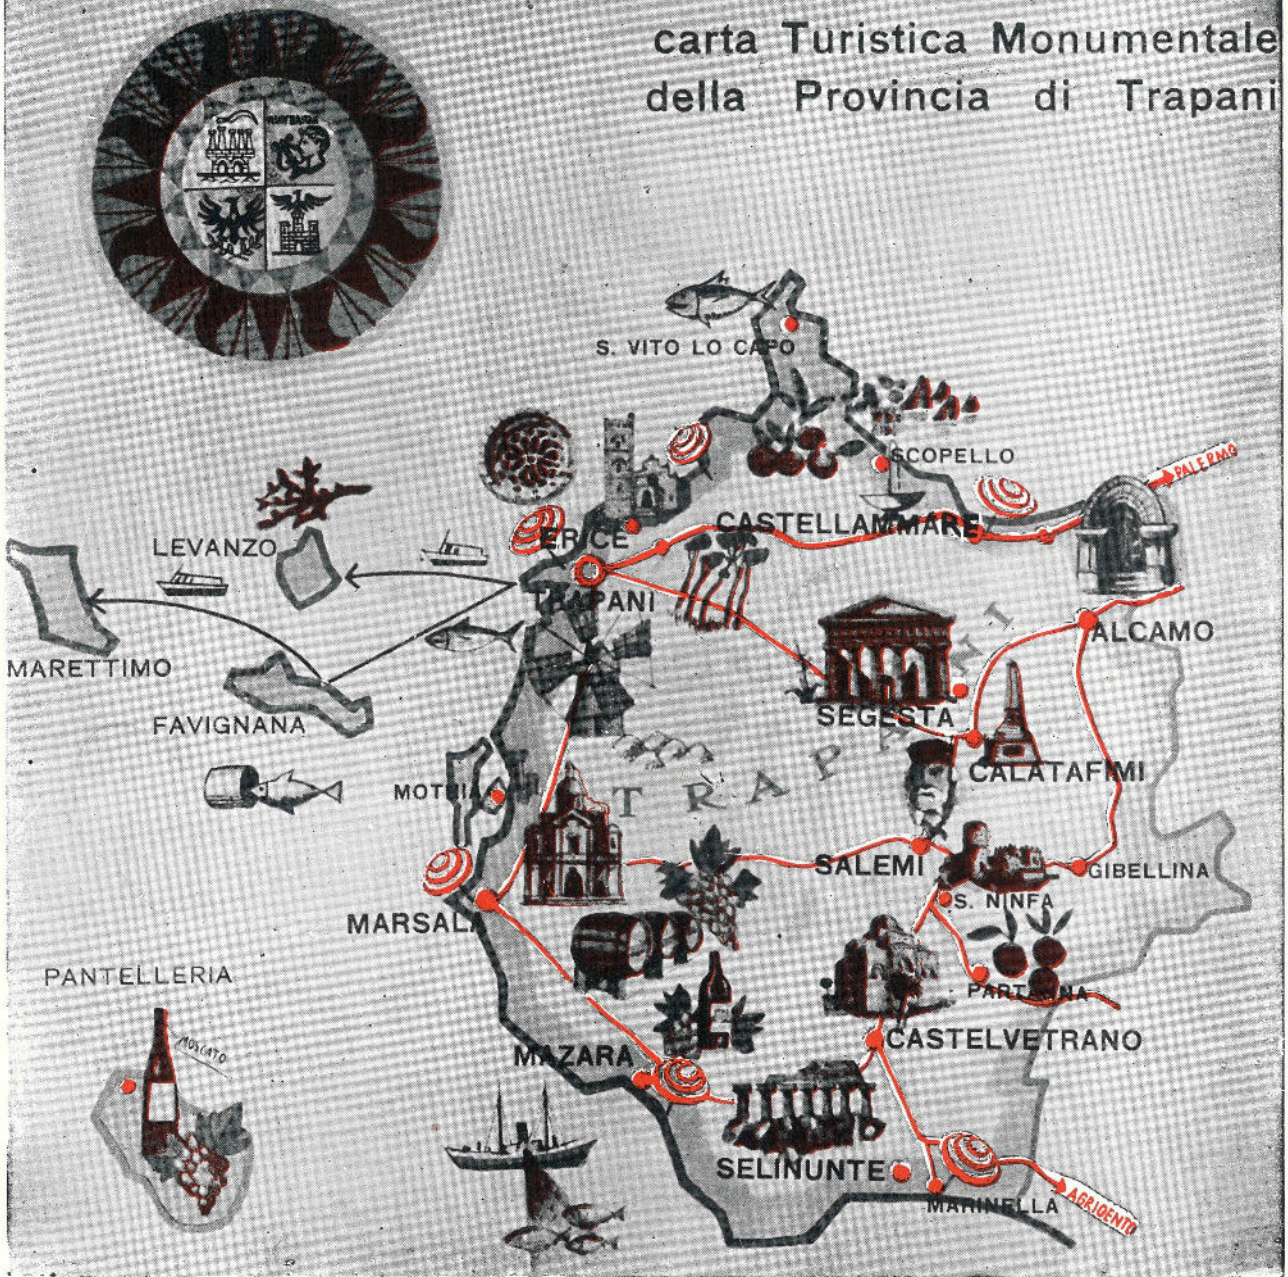 carta Turistica Monumentale
della Provincia di Trapani
S. VITO LO CAPO
SCOPELLO
PALERMO
CASTELLAMMARE
ERICE
LEVANZO
TRAPANI
ALCAMO
MARETTIMO
FAVIGNANA
SEGESTA
CALATAFIMI
MOTHIA
TRAPANI
SALEMI
GIBELLINA
S. NINFA
MARSALA
PANTELLERIA
PARTANNA
MOSCATO
CASTELVETRANO
MAZARA
SELINUNTE
MARINELLA
AGRIGENTO